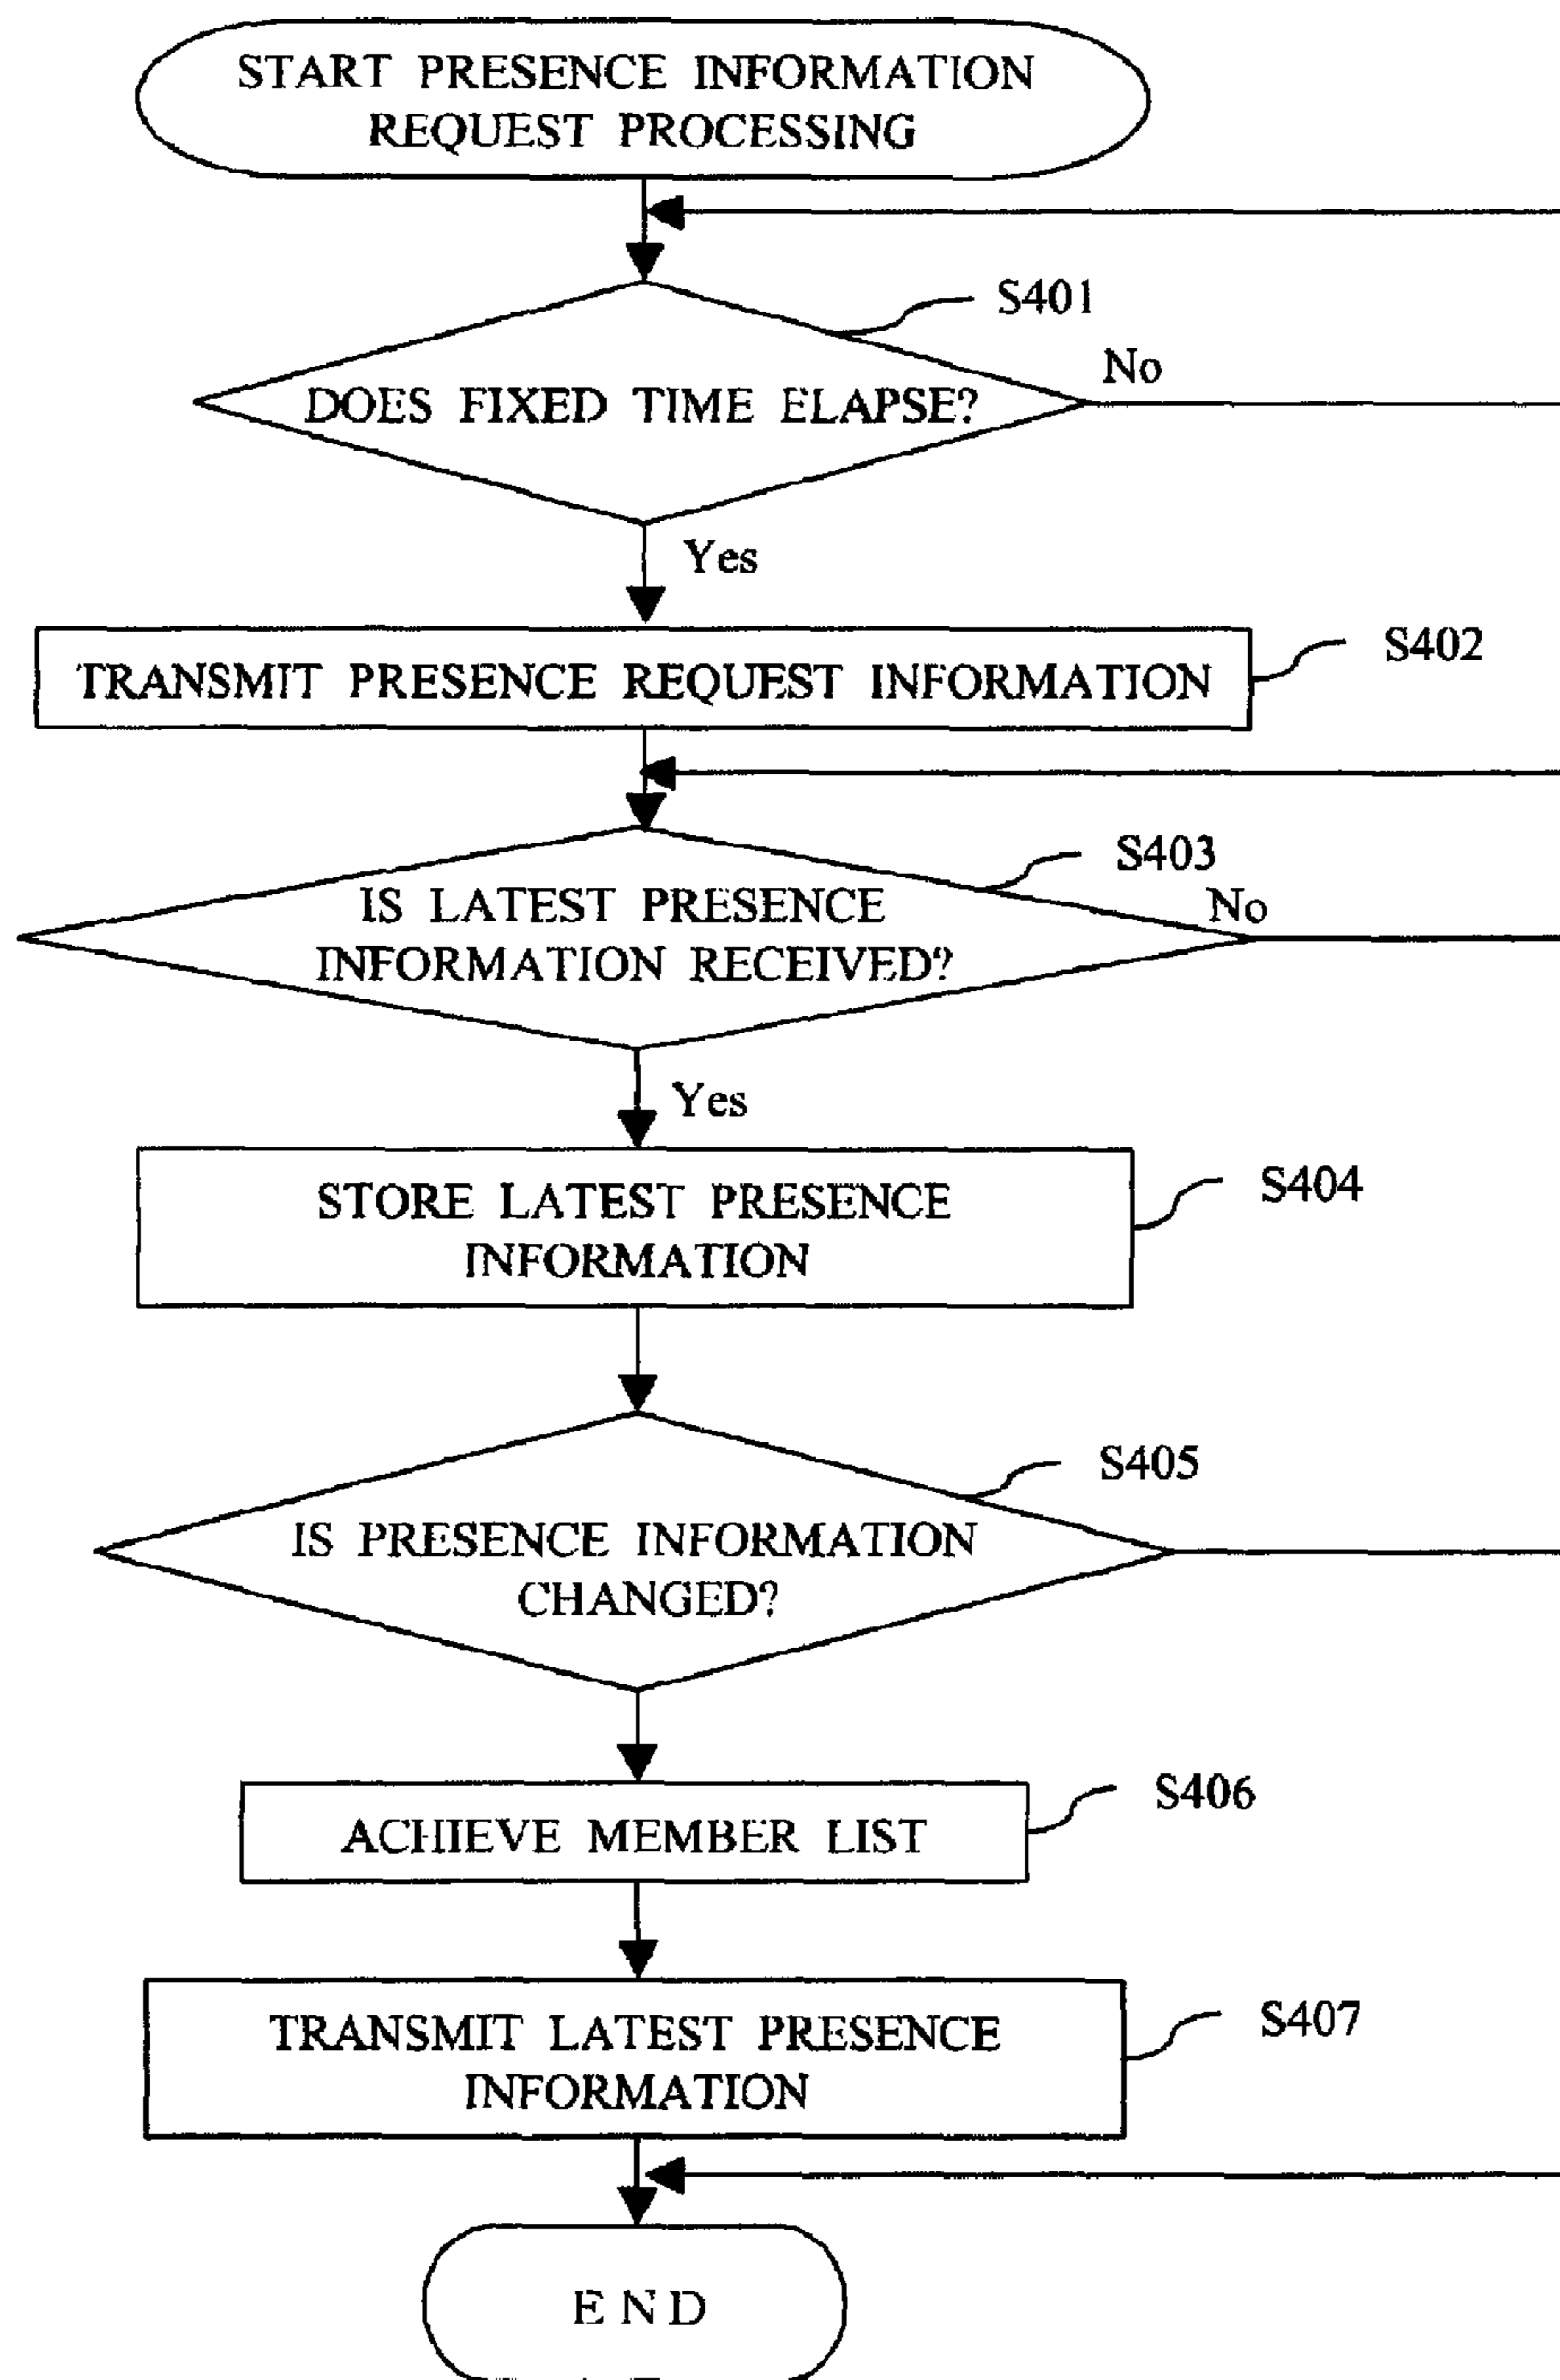 START PRESENCE INFORMATION
REQUEST PROCESSING
S401
No
DOES FIXED TIME ELAPSE?
Yes
S402
TRANSMIT PRESENCE REQUEST INFORMATION
S403
No
IS LATEST PRESENCE
INFORMATION RECEIVED?
Yes
S404
STORE LATEST PRESENCE
INFORMATION
S405
IS PRESENCE INFORMATION
CHANGED?
S406
ACHIEVE MEMBER LIST
S407
TRANSMIT LATEST PRESENCE
INFORMATION
END